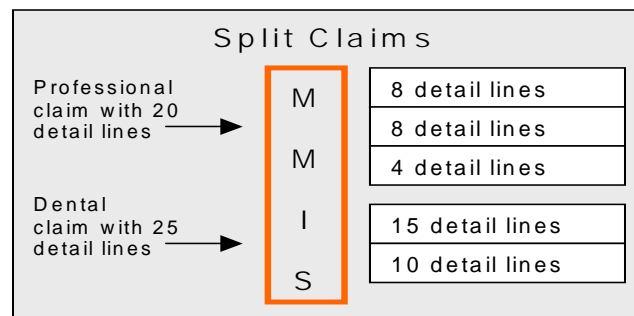 Split Claims
Professional
claim with 20
detail lines
Dental
claim with 25
detail lines
M
M
I
S
8 detail lines
8 detail lines
4 detail lines
15 detail lines
10 detail lines